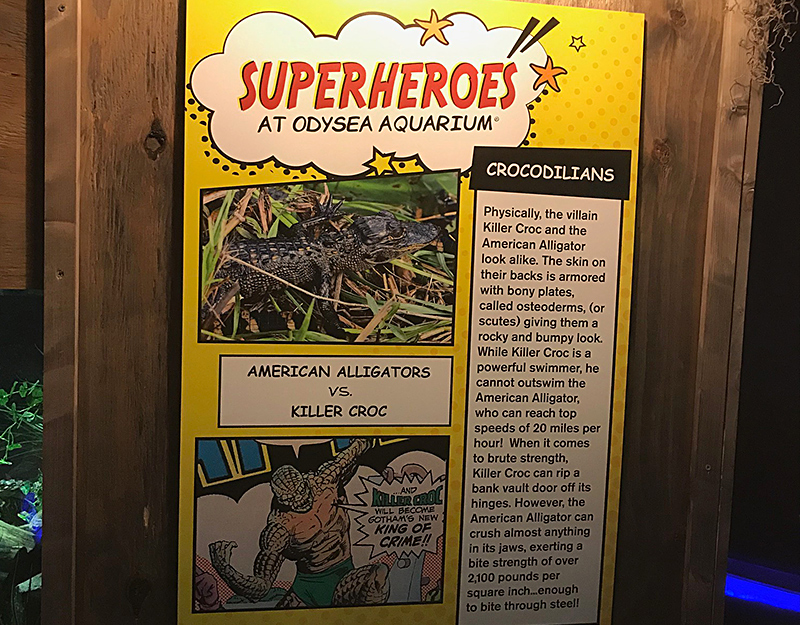 SUPERHEROES
AT ODYSEA AQUARIUM®
CROCODILIANS
Physically, the villain
Killer Croc and the
American Alligator
look alike. The skin on
their backs is armored
with bony plates,
called osteoderms, (or
scutes) giving them a
rocky and bumpy look.
While Killer Croc is a
powerful swimmer, he
cannot outswim the
American Alligator,
who can reach top
speeds of 20 miles per
hour! When it comes
to brute strength,
Killer Croc can rip a
bank vault door off its
hinges. However, the
American Alligator can
crush almost anything
in its jaws, exerting a
bite strength of over
2,100 pounds per
square inch...enough
to bite through steel!
AMERICAN ALLIGATORS
VS.
KILLER CROC
AND
KILLER CROC
WILL BECOME
GOTHAM'S NEW
KING OF
CRIME!!